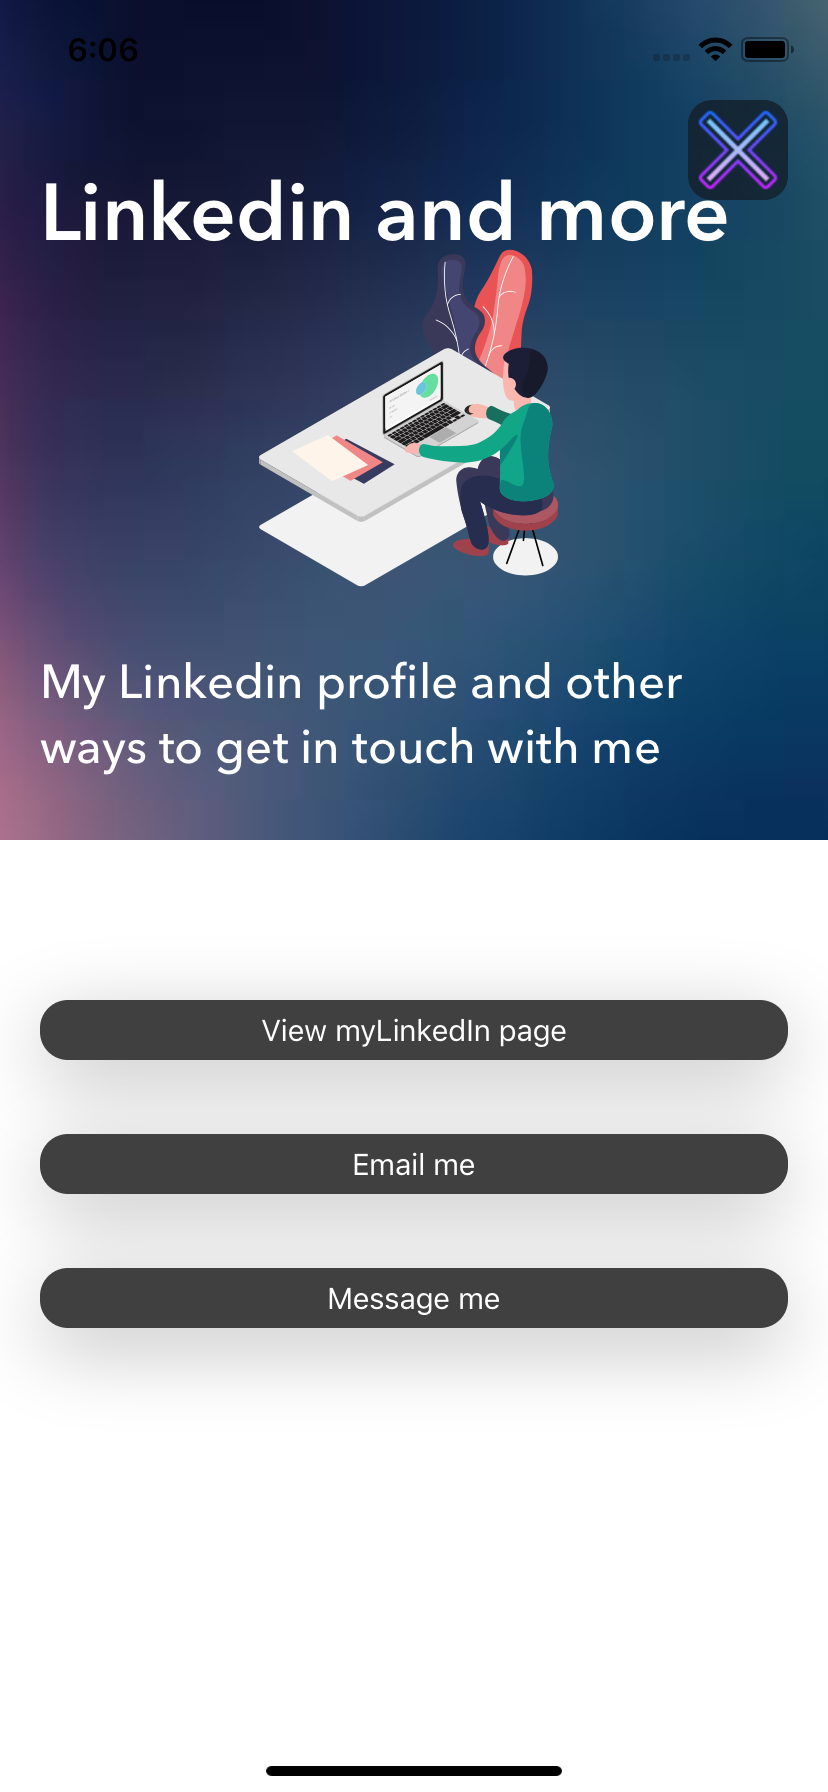 6:06
Linkedin and more
My Linkedin profile and other
ways to get in touch with me
View myLinkedIn page
Email me
Message me